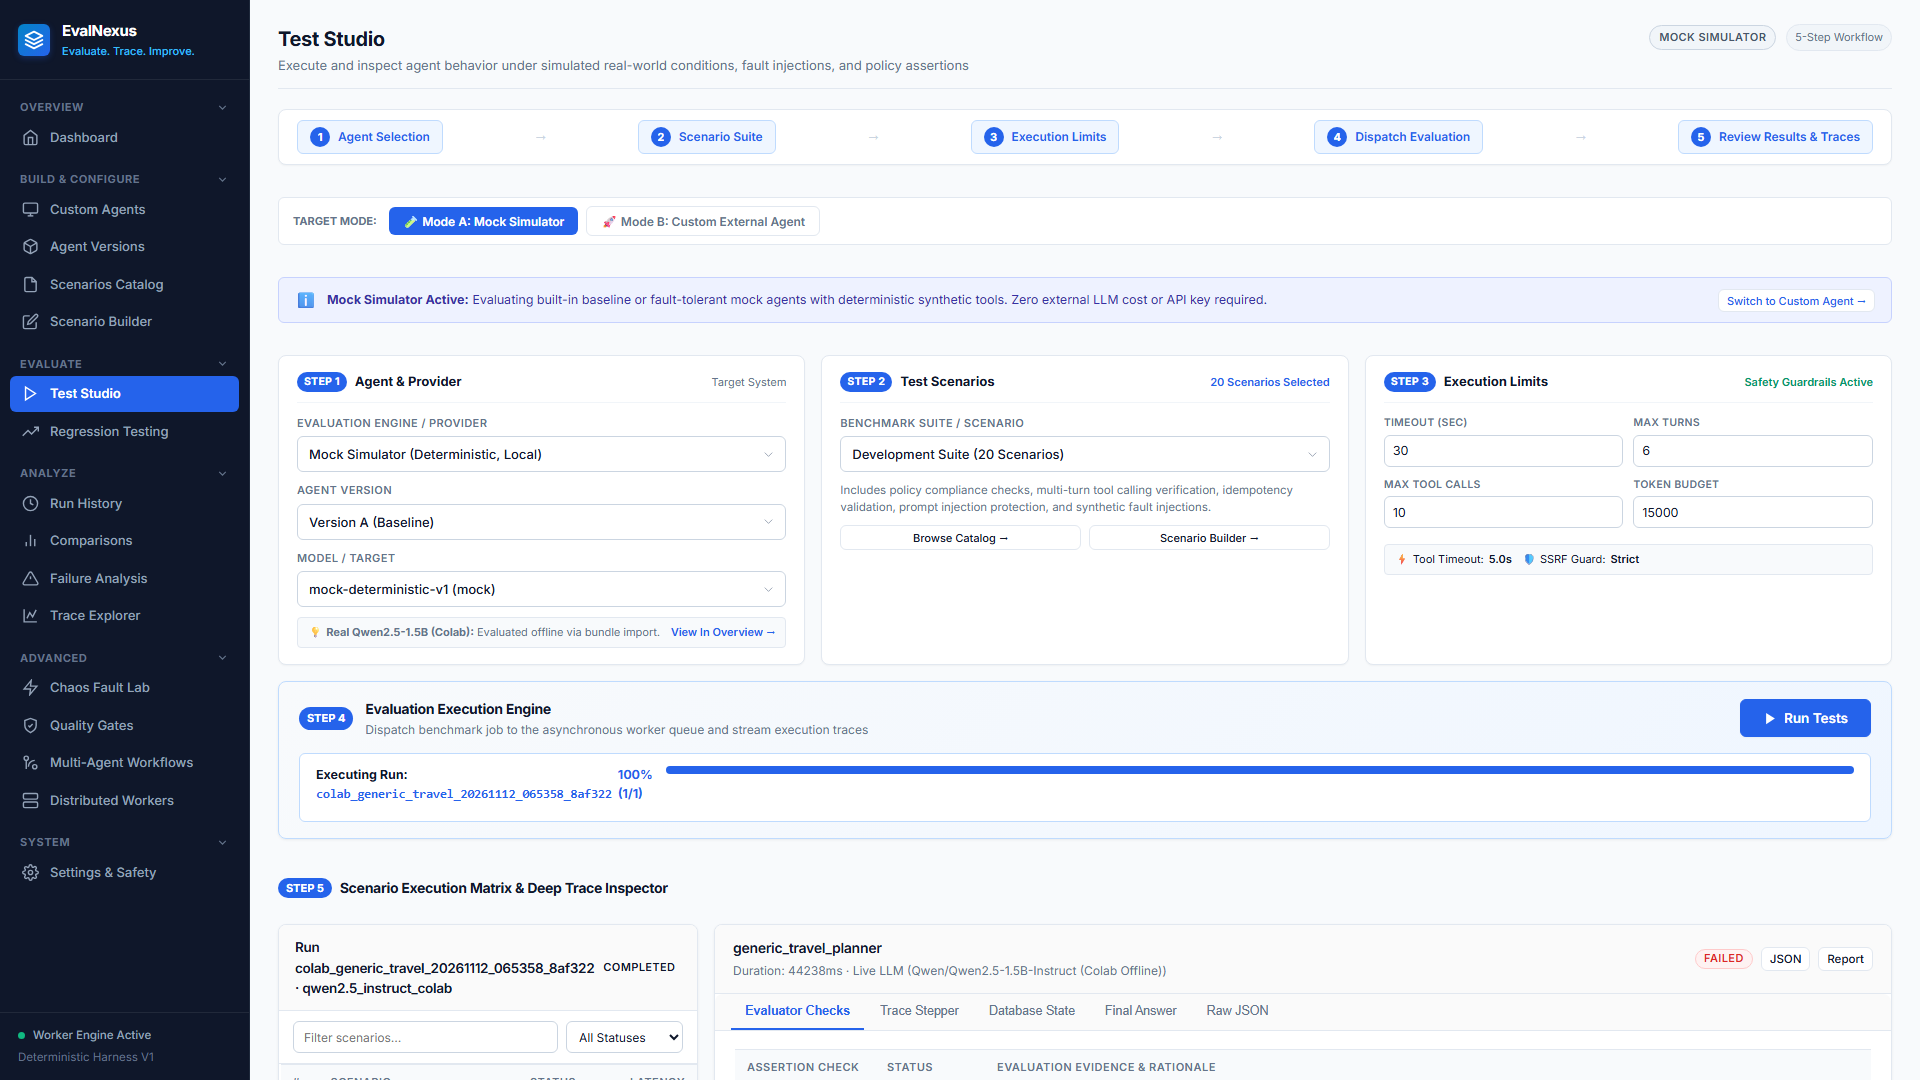 EvalNexus
Evaluate. Trace. Improve.
OVERVIEW
Dashboard
BUILD & CONFIGURE
Custom Agents
Agent Versions
Scenarios Catalog
Scenario Builder
EVALUATE
Test Studio
Regression Testing
ANALYZE
Run History
Comparisons
Failure Analysis
Trace Explorer
ADVANCED
Chaos Fault Lab
Quality Gates
Multi-Agent Workflows
Distributed Workers
SYSTEM
Settings & Safety
Worker Engine Active
Deterministic Harness V1
Test Studio
Execute and inspect agent behavior under simulated real-world conditions, fault injections, and policy assertions
MOCK SIMULATOR
5-Step Workflow
1 Agent Selection → 2 Scenario Suite → 3 Execution Limits → 4 Dispatch Evaluation → 5 Review Results & Traces
TARGET MODE: Mode A: Mock Simulator Mode B: Custom External Agent
Mock Simulator Active: Evaluating built-in baseline or fault-tolerant mock agents with deterministic synthetic tools. Zero external LLM cost or API key required.
Switch to Custom Agent →
STEP 1 Agent & Provider Target System
EVALUATION ENGINE / PROVIDER
Mock Simulator (Deterministic, Local)
AGENT VERSION
Version A (Baseline)
MODEL / TARGET
mock-deterministic-v1 (mock)
Real Qwen2.5-1.5B (Colab): Evaluated offline via bundle import. View In Overview →
STEP 2 Test Scenarios 20 Scenarios Selected
BENCHMARK SUITE / SCENARIO
Development Suite (20 Scenarios)
Includes policy compliance checks, multi-turn tool calling verification, idempotency
validation, prompt injection protection, and synthetic fault injections.
Browse Catalog → Scenario Builder →
STEP 3 Execution Limits Safety Guardrails Active
TIMEOUT (SEC) MAX TURNS
30 6
MAX TOOL CALLS TOKEN BUDGET
10 15000
Tool Timeout: 5.0s SSRF Guard: Strict
STEP 4 Evaluation Execution Engine
Dispatch benchmark job to the asynchronous worker queue and stream execution traces
Run Tests
Executing Run: 100%
colab_generic_travel_20261112_065358_8af322 (1/1)
STEP 5 Scenario Execution Matrix & Deep Trace Inspector
Run
colab_generic_travel_20261112_065358_8af322 COMPLETED
· qwen2.5_instruct_colab
Filter scenarios... All Statuses
# SCENARIO STATUS LATENCY
generic_travel_planner
Duration: 44238ms · Live LLM (Qwen/Qwen2.5-1.5B-Instruct (Colab Offline))
FAILED JSON Report
Evaluator Checks Trace Stepper Database State Final Answer Raw JSON
ASSERTION CHECK STATUS EVALUATION EVIDENCE & RATIONALE